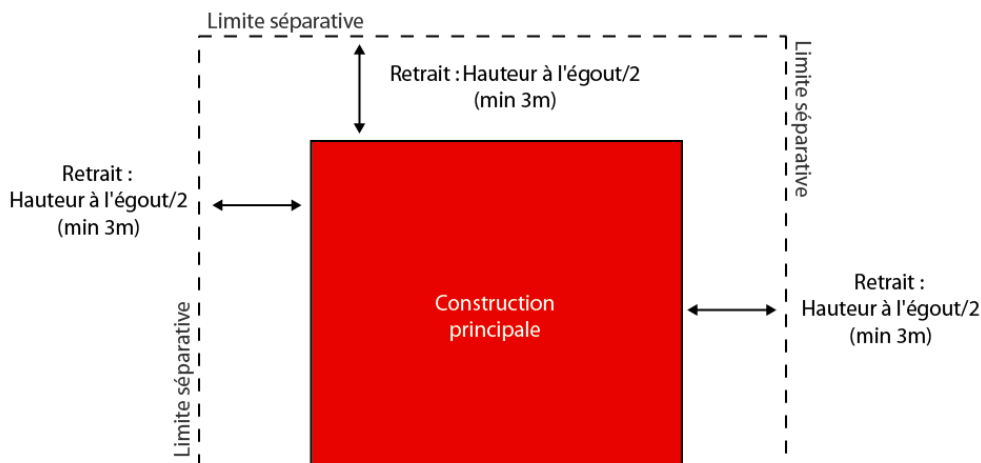 Limite séparative
Retrait : Hauteur à l'égout/2
(min 3m)
Limite séparative
Retrait :
Hauteur à l'égout/2
(min 3m)
Construction
principale
Retrait :
Hauteur à l'égout/2
(min 3m)
Limite séparative